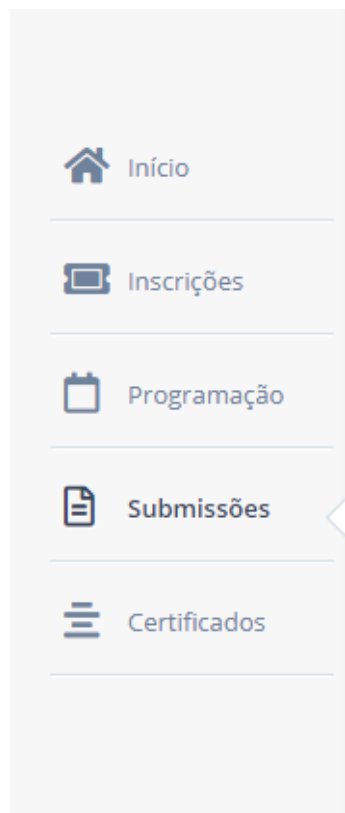 Início
Inscrições
Programação
Submissões
Certificados